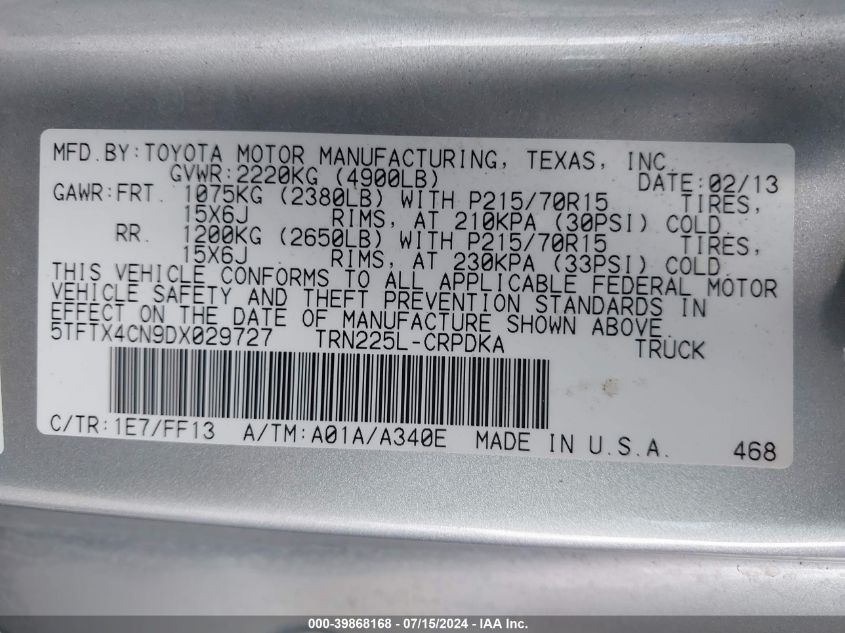 MFD. BY: TOYOTA MOTOR MANUFACTURING, TEXAS, INC.
GVWR: 2220KG (4900LB) DATE: 02/13
GAWR: FRT. 1075KG (2380LB) WITH P215/70R15 TIRES,
15X6J RIMS, AT 210KPA (30PSI) COLD.
RR. 1200KG (2650LB) WITH P215/70R15 TIRES,
15X6J RIMS, AT 230KPA (33PSI) COLD.
THIS VEHICLE CONFORMS TO ALL APPLICABLE FEDERAL MOTOR
VEHICLE SAFETY AND THEFT PREVENTION STANDARDS IN
EFFECT ON THE DATE OF MANUFACTURE SHOWN ABOVE.
5TFTX4CN9DX029727 TRN225L-CRPDKA TRUCK
C/TR: 1E7/FF13 A/TM: A01A/A340E MADE IN U.S.A. 468
000-39868168 - 07/15/2024 - IAA Inc.